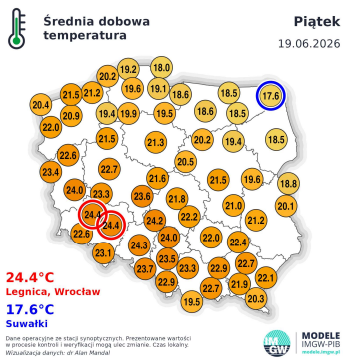 Średnia dobowa
temperatura
Piątek
19.06.2026
19.2 18.0
20.2
20.4 21.5 21.2 19.6 19.1 18.6 18.5 17.6
22.0 20.9 19.4 19.9 19.5 18.6 18.5
21.5 21.3 20.2 19.4 18.5
22.6 22.7 20.5
23.4
24.0 23.3 21.6 21.5 19.6 18.8
23.6 21.8 21.0 20.1
24.4 24.4 24.2 22.2 21.2
22.6 24.3 24.0 22.0 22.4
23.1 23.5 22.9 22.7
23.7 23.3 22.1
22.9 22.7 21.9
19.5 20.3
24.4°C
Legnica, Wrocław
17.6°C
Suwałki
Dane operacyjne ze stacji synoptycznych. Prezentowane wartości
w procesie kontroli i weryfikacji mogą ulec zmianie. Czas lokalny.
Wizualizacja danych: dr Alan Mandal
IM
GW
MODELE
IMGW-PIB
modele.imgw.pl